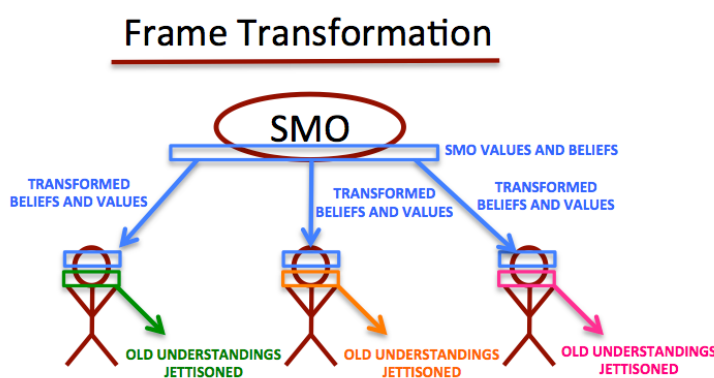 Frame Transformation
SMO
SMO VALUES AND BELIEFS
TRANSFORMED
BELIEFS AND VALUES
TRANSFORMED
BELIEFS AND VALUES
TRANSFORMED
BELIEFS AND VALUES
OLD UNDERSTANDINGS
JETTISONED
OLD UNDERSTANDINGS
JETTISONED
OLD UNDERSTANDINGS
JETTISONED